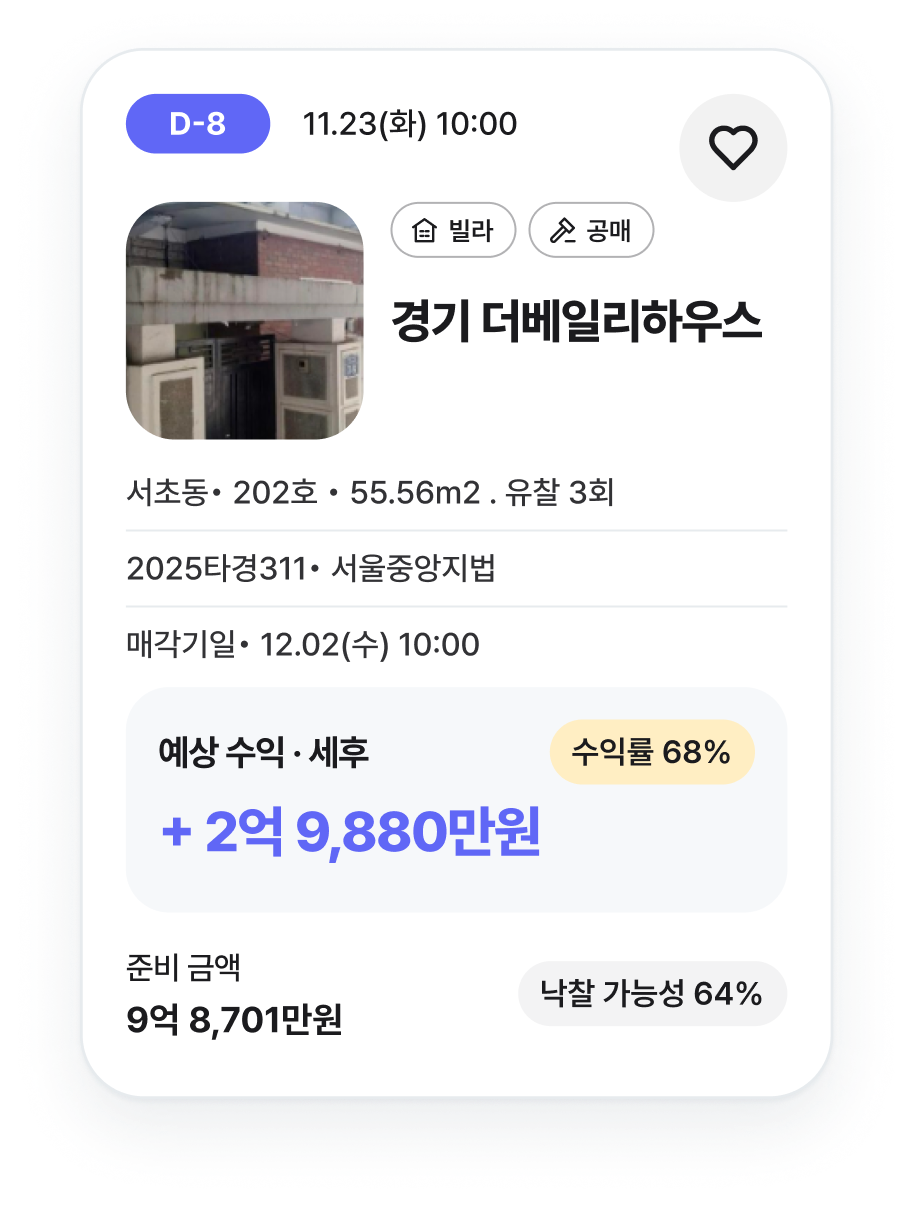 D-8
11.23(화) 10:00
빌라
공매
경기 더베일리하우스
서초동• 202호 • 55.56m2 . 유찰 3회
2025타경311• 서울중앙지법
매각기일• 12.02(수) 10:00
예상 수익 · 세후
수익률 68%
+ 2억 9,880만원
준비 금액
9억 8,701만원
낙찰 가능성 64%